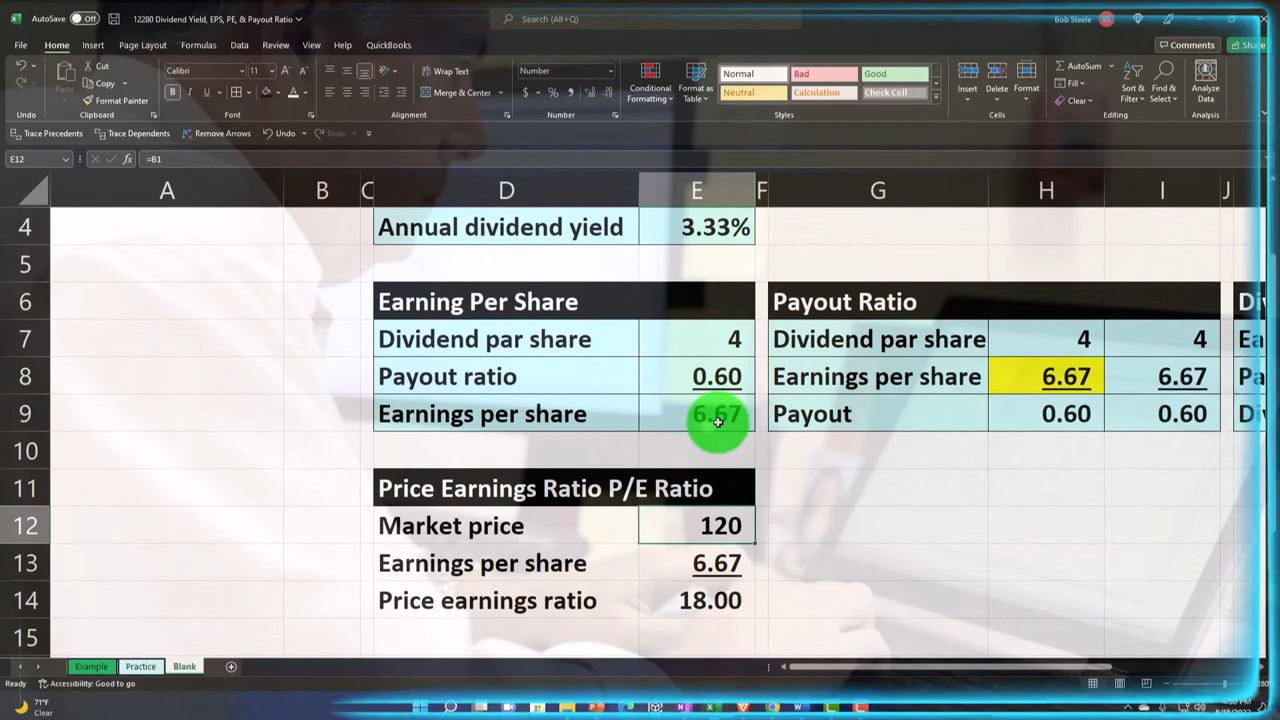 AutoSave Off 12280 Dividend Yield, EPS, PE, & Payout Ratio Search (Alt+Q) Bob Steele BS
File Home Insert Page Layout Formulas Data Review View Help QuickBooks Comments Share
Cut
Copy
Format Painter
Paste
Undo
Clipboard
Calibri 11
B I U
Font
Wrap Text
Merge & Center
Alignment
Number
$ % 
Number
Conditional Formatting
Format as Table
Normal Bad Good
Neutral Calculation Check Cell
Styles
Insert Delete Format
Cells
AutoSum
Fill
Clear
Sort & Filter
Find & Select
Editing
Analyze Data
Analysis
Trace Precedents Trace Dependents Remove Arrows Undo Redo
E12 fx =B1
A B C D E F G H I J
4 Annual dividend yield 3.33%
5
6 Earning Per Share Payout Ratio
7 Dividend par share 4 Dividend par share 4 4
8 Payout ratio 0.60 Earnings per share 6.67 6.67
9 Earnings per share 6.67 Payout 0.60 0.60
10
11 Price Earnings Ratio P/E Ratio
12 Market price 120
13 Earnings per share 6.67
14 Price earnings ratio 18.00
15
Example Practice Blank
Ready Accessibility: Good to go
71°F
Clear